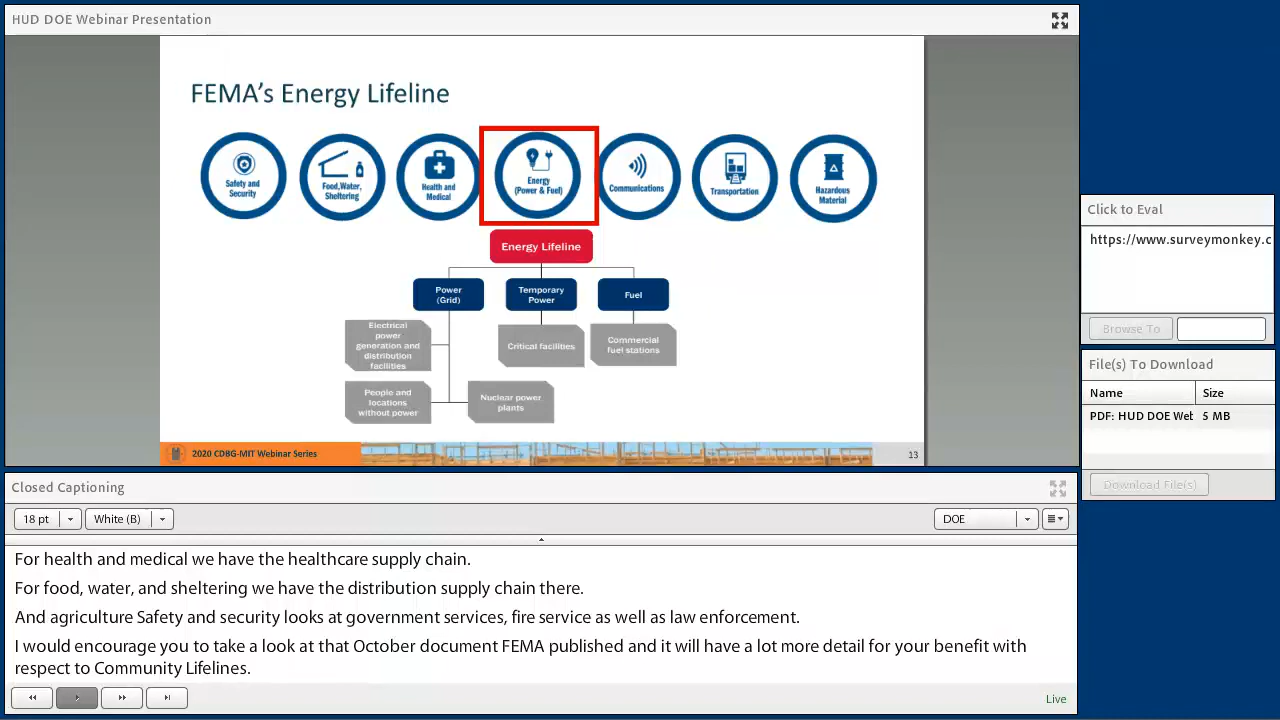 HUD DOE Webinar Presentation
FEMA's Energy Lifeline
Safety and
Security
Food,Water,
Sheltering
Health and
Medical
Energy
(Power & Fuel)
Communications
Transportation
Hazardous
Material
Energy Lifeline
Power
(Grid)
Temporary
Power
Fuel
Electrical
power
generation and
distribution
facilities
Critical facilities
Commercial
fuel stations
People and
locations
without power
Nuclear power
plants
2020 CDBG-MIT Webinar Series
13
Click to Eval
https://www.surveymonkey.c
Browse To
File(s) To Download
Name
Size
PDF: HUD DOE Wet
5 MB
Download File(s)
Closed Captioning
18 pt
White (B)
DOE
For health and medical we have the healthcare supply chain.
For food, water, and sheltering we have the distribution supply chain there.
And agriculture Safety and security looks at government services, fire service as well as law enforcement.
I would encourage you to take a look at that October document FEMA published and it will have a lot more detail for your benefit with
respect to Community Lifelines.
Live